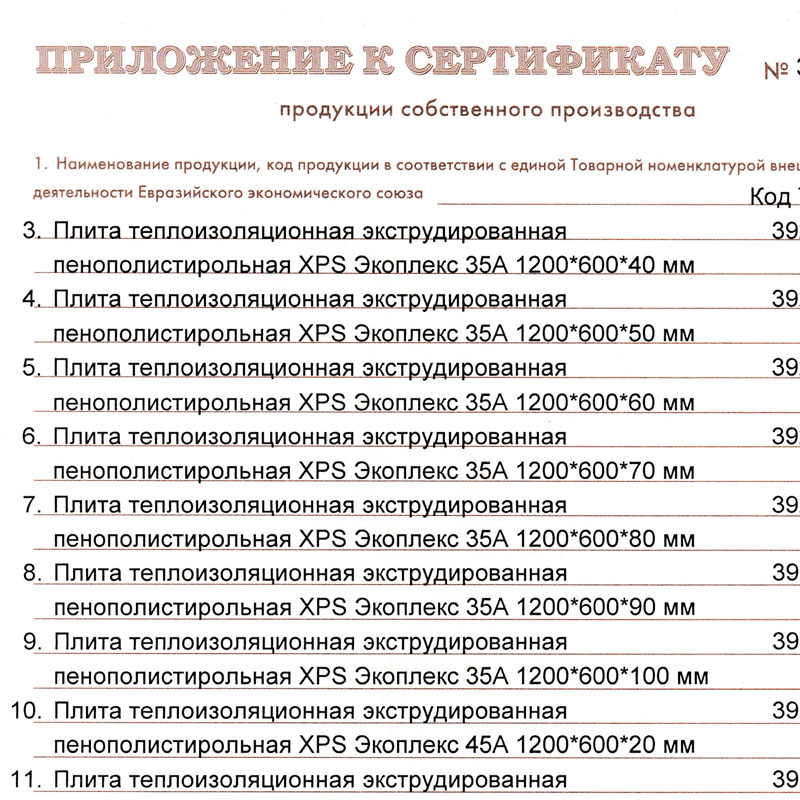 ПРИЛОЖЕНИЕ К СЕРТИФИКАТУ №
продукции собственного производства
1. Наименование продукции, код продукции в соответствии с единой Товарной номенклатурой
деятельности Евразийского экономического союза Код
3. Плита теплоизоляционная экструдированная 39
пенополистирольная XPS Экоплекс 35А 1200*600*40 мм
4. Плита теплоизоляционная экструдированная 39
пенополистирольная XPS Экоплекс 35А 1200*600*50 мм
5. Плита теплоизоляционная экструдированная 39
пенополистирольная XPS Экоплекс 35А 1200*600*60 мм
6. Плита теплоизоляционная экструдированная 39
пенополистирольная XPS Экоплекс 35А 1200*600*70 мм
7. Плита теплоизоляционная экструдированная 39
пенополистирольная XPS Экоплекс 35А 1200*600*80 мм
8. Плита теплоизоляционная экструдированная 39
пенополистирольная XPS Экоплекс 35А 1200*600*90 мм
9. Плита теплоизоляционная экструдированная 39
пенополистирольная XPS Экоплекс 35А 1200*600*100 мм
10. Плита теплоизоляционная экструдированная 39
пенополистирольная XPS Экоплекс 45А 1200*600*20 мм
11. Плита теплоизоляционная экструдированная 39